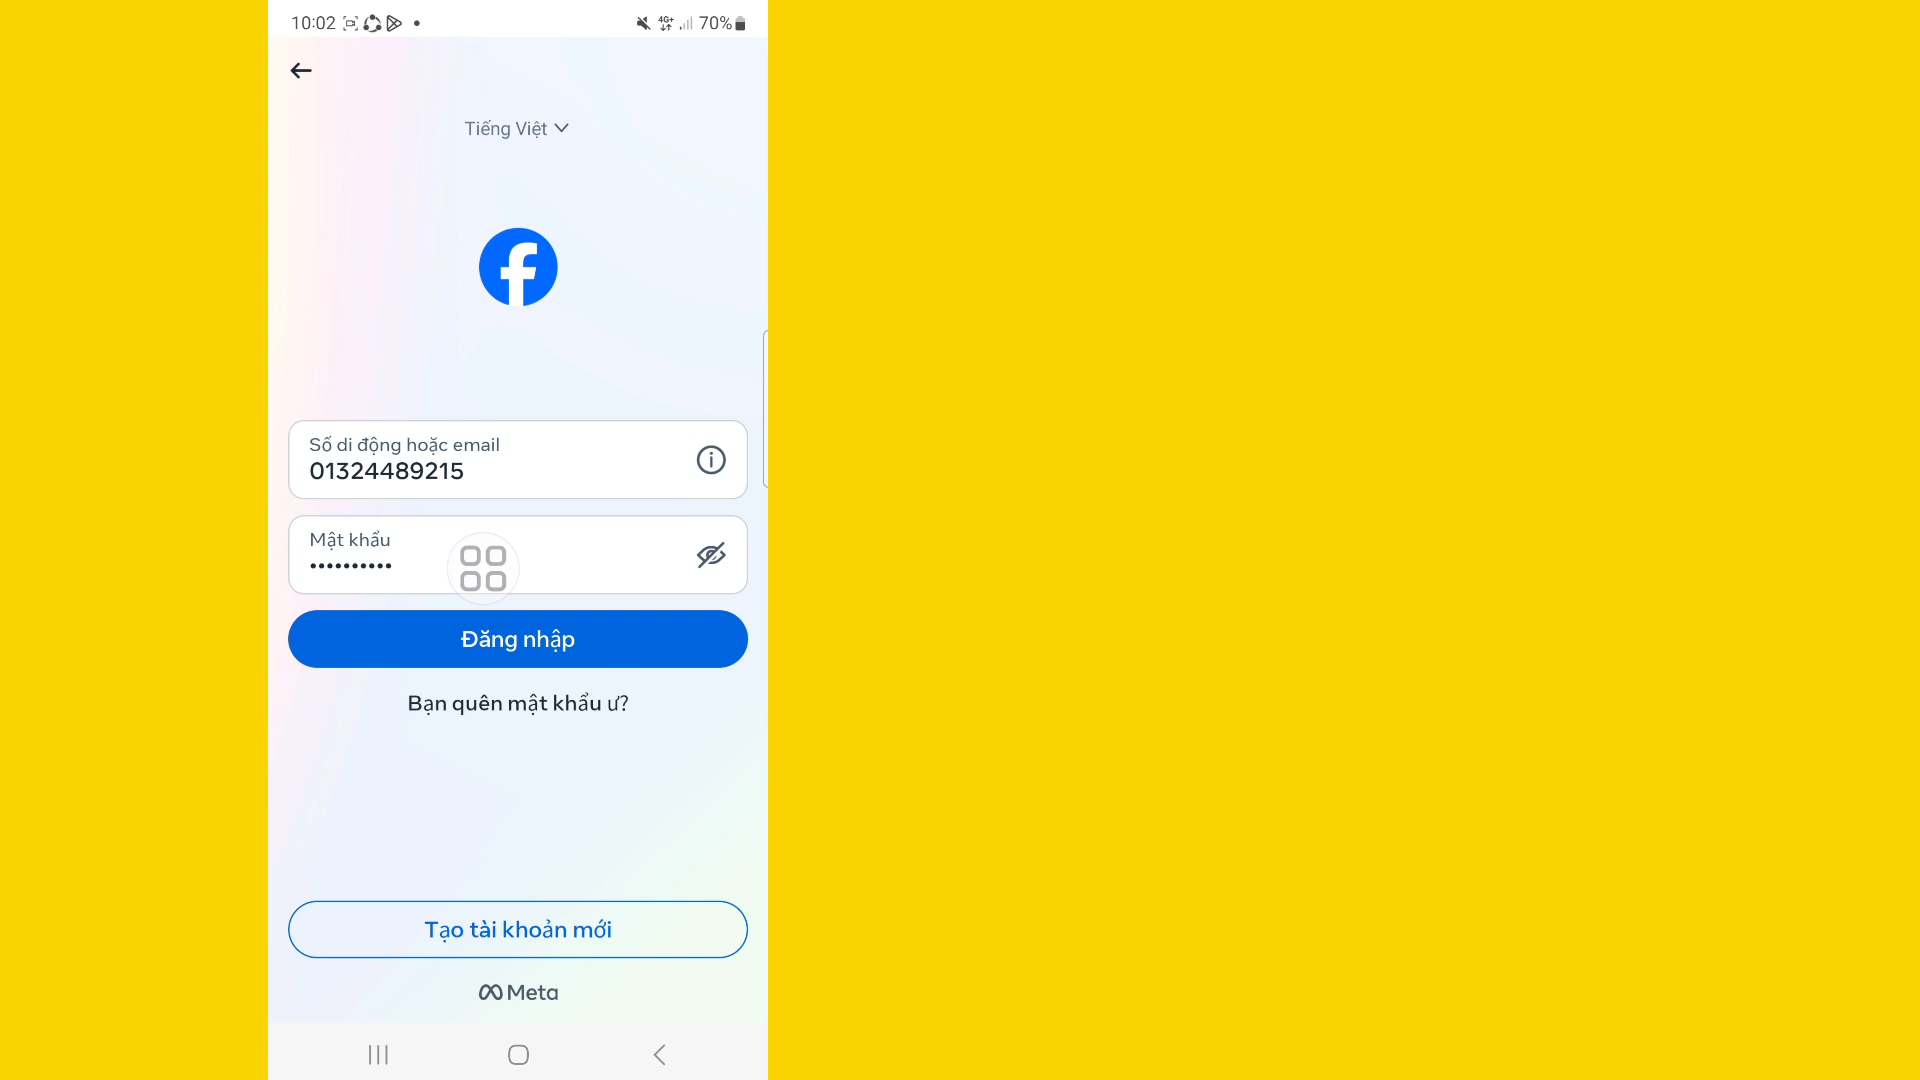 10:02
4G+ 70%
Tiếng Việt
Số di động hoặc email
01324489215
Mật khẩu
••••••••••
Đăng nhập
Bạn quên mật khẩu ư?
Tạo tài khoản mới
Meta